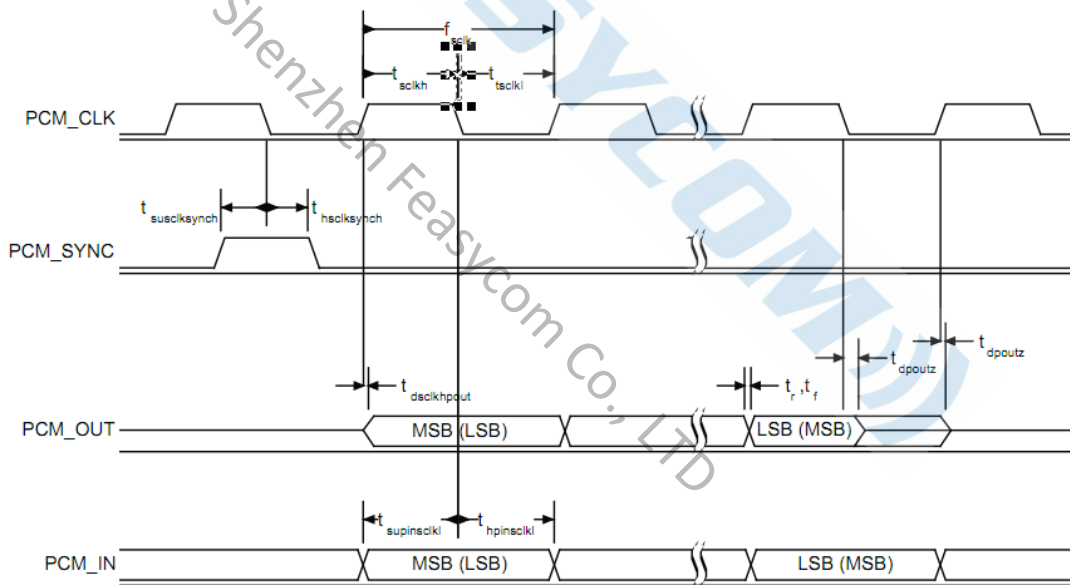 f sclk
t sclkh
t tsclkl
PCM_CLK
t susclksynch
t hsclksynch
PCM_SYNC
t dpoutz
t dpoutz
t dsclkhpout
t r ,t f
PCM_OUT
MSB (LSB)
LSB (MSB)
t supinsclkl
t hpinsclkl
PCM_IN
MSB (LSB)
LSB (MSB)
Shenzhen Feasycom Co., LTD
SYCOM